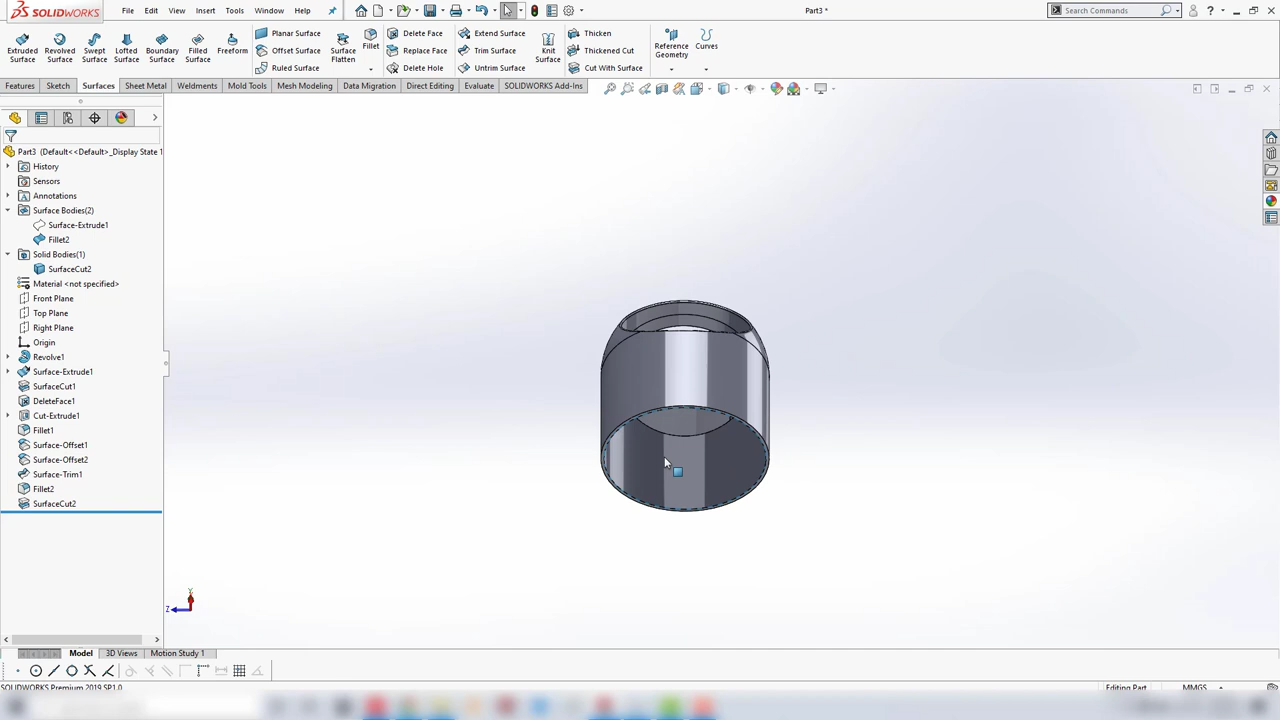 SOLIDWORKS
File Edit View Insert Tools Window Help
Part3 *
Search Commands
?
Extruded Surface
Revolved Surface
Swept Surface
Lofted Surface
Boundary Surface
Filled Surface
Freeform
Planar Surface
Offset Surface
Ruled Surface
Surface Flatten
Fillet
Delete Face
Replace Face
Delete Hole
Extend Surface
Trim Surface
Untrim Surface
Knit Surface
Thicken
Thickened Cut
Cut With Surface
Reference Geometry
Curves
Features Sketch Surfaces Sheet Metal Weldments Mold Tools Mesh Modeling Data Migration Direct Editing Evaluate SOLIDWORKS Add-Ins
Part3 (Default<<Default>_Display State 1
History
Sensors
Annotations
Surface Bodies(2)
Surface-Extrude1
Fillet2
Solid Bodies(1)
SurfaceCut2
Material <not specified>
Front Plane
Top Plane
Right Plane
Origin
Revolve1
Surface-Extrude1
SurfaceCut1
DeleteFace1
Cut-Extrude1
Fillet1
Surface-Offset1
Surface-Offset2
Surface-Trim1
Fillet2
SurfaceCut2
Y
Z
Model 3D Views Motion Study 1
SOLIDWORKS Premium 2019 SP1.0
Editing Part
MMGS